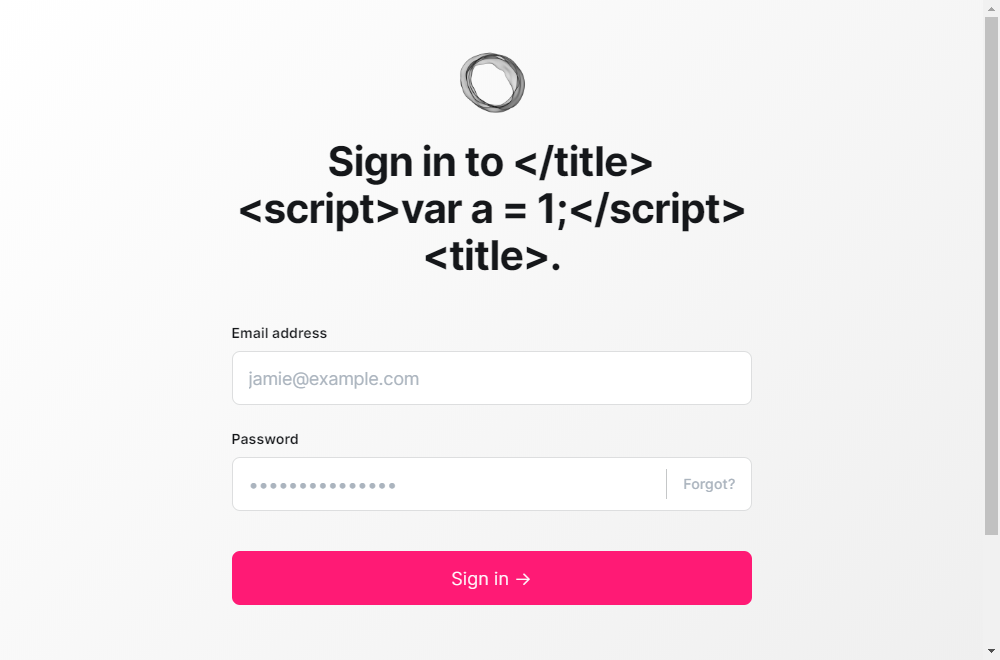 Sign in to </title>
<script>var a = 1;</script>
<title>.
Email address
jamie@example.com
Password
●●●●●●●●●●●●●●●
Forgot?
Sign in →